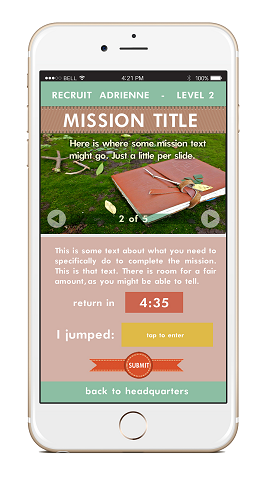 BELL 4:21 PM 100%
RECRUIT ADRIENNE - LEVEL 2
MISSION TITLE
Here is where some mission text
might go. Just a little per slide.
2 of 5
This is some text about what you need to
specifically do to complete the mission.
This is that text. There is room for a fair
amount, as you might be able to tell.
return in 4:35
I jumped: tap to enter
SUBMIT
back to headquarters